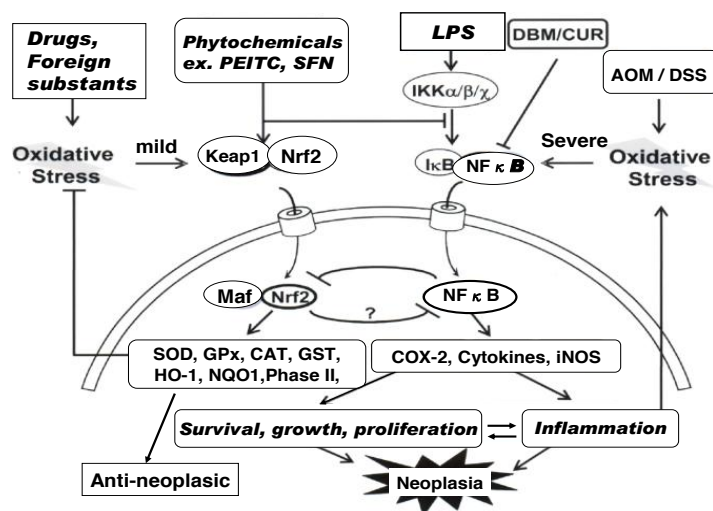 Drugs,
Foreign
substants
Phytochemicals
ex. PEITC, SFN
LPS
DBM/CUR
AOM / DSS
IKKα/β/χ
mild
Severe
Oxidative
Stress
Keap1
Nrf2
IκB
NF κ B
Oxidative
Stress
Maf
Nrf2
NF κ B
?
SOD, GPx, CAT, GST,
HO-1, NQO1,Phase II,
COX-2, Cytokines, iNOS
Survival, growth, proliferation
Inflammation
Anti-neoplasic
Neoplasia